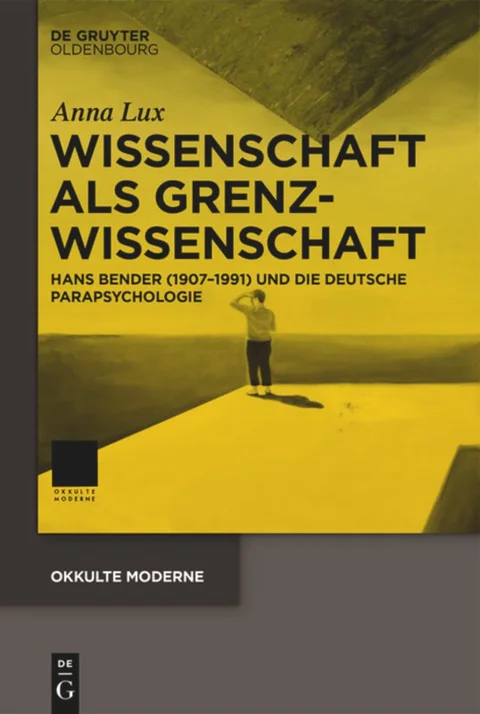 DE GRUYTER
OLDENBOURG
Anna Lux
WISSENSCHAFT
ALS GRENZ-
WISSENSCHAFT
HANS BENDER (1907–1991) UND DIE DEUTSCHE
PARAPSYCHOLOGIE
OKKULTE
MODERNE
OKKULTE MODERNE
DE
G